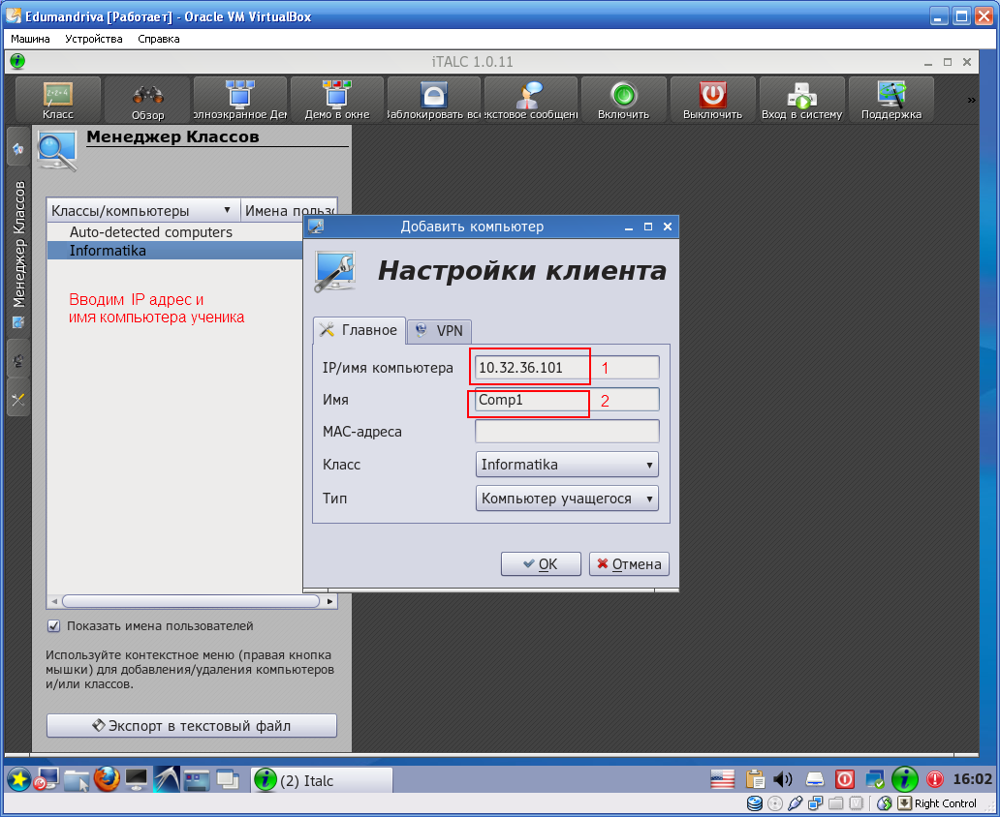 Edumandriva [Работает] - Oracle VM VirtualBox
Машина Устройства Справка
iTALC 1.0.11
Класс
Обзор
олноэкранное Дем
Демо в окне
Заблокировать все
екстовое сообщени
Включить
Выключить
Вход в систему
Поддержка
»
Менеджер Классов
Менеджер Классов
Классы/компьютеры
Имена пользо
Auto-detected computers
Informatika
Вводим IP адрес и
имя компьютера ученика
Добавить компьютер
Настройки клиента
Главное
VPN
IP/имя компьютера 10.32.36.101 1
Имя Comp1 2
MAC-адреса
Класс Informatika
Тип Компьютер учащегося
OK
Отмена
Показать имена пользователей
Используйте контекстное меню (правая кнопка
мышки) для добавления/удаления компьютеров
и/или классов.
Экспорт в текстовый файл
(2) Italc
16:02
Right Control